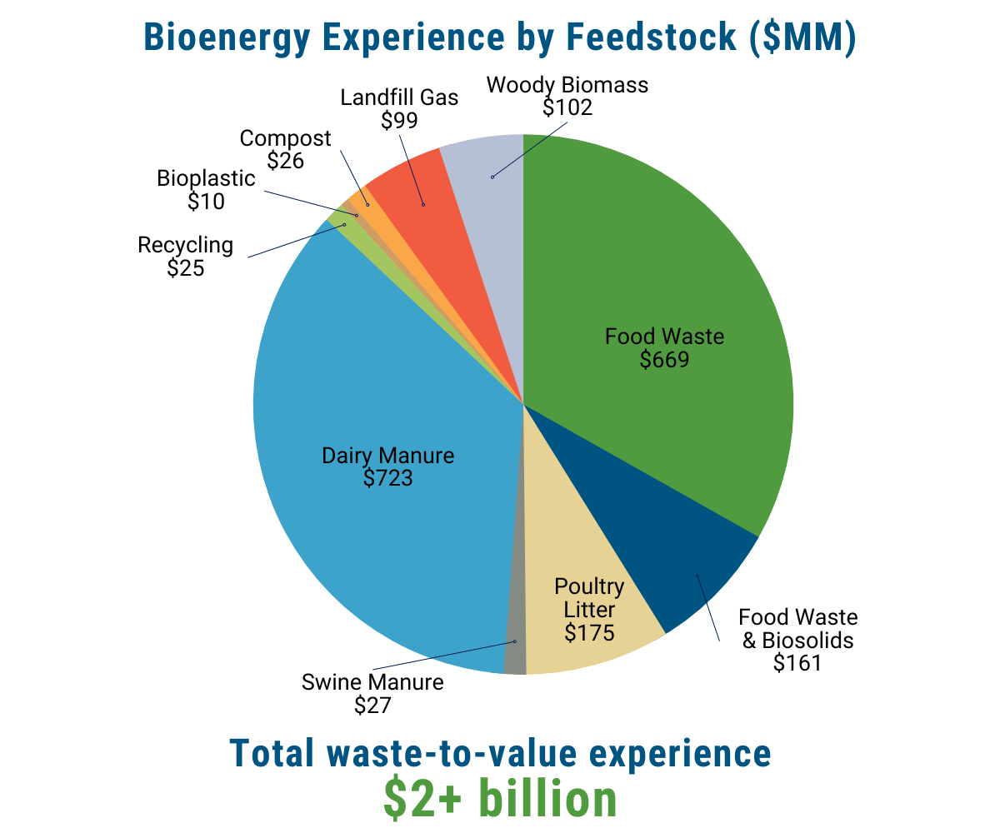 Bioenergy Experience by Feedstock ($MM)
Woody Biomass
$102
Landfill Gas
$99
Compost
$26
Bioplastic
$10
Recycling
$25
Food Waste
$669
Dairy Manure
$723
Poultry
Litter
$175
Food Waste
& Biosolids
$161
Swine Manure
$27
Total waste-to-value experience
$2+ billion